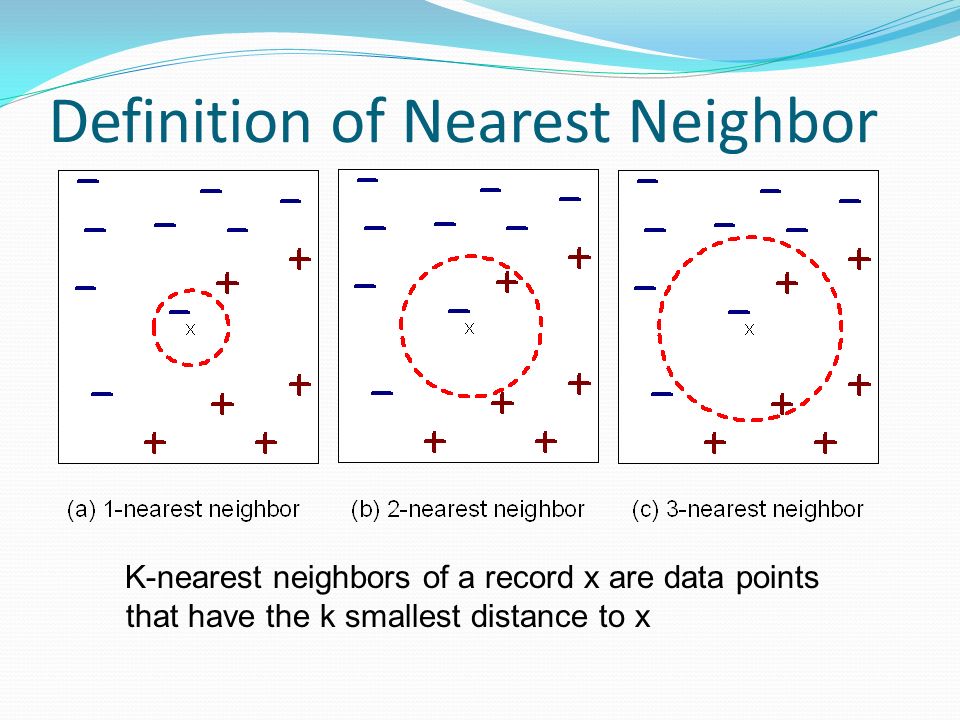 Definition of Nearest Neighbor
x
x
x
(a) 1-nearest neighbor
(b) 2-nearest neighbor
(c) 3-nearest neighbor
K-nearest neighbors of a record x are data points
that have the k smallest distance to x